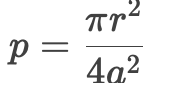 p = πr² / 4a²